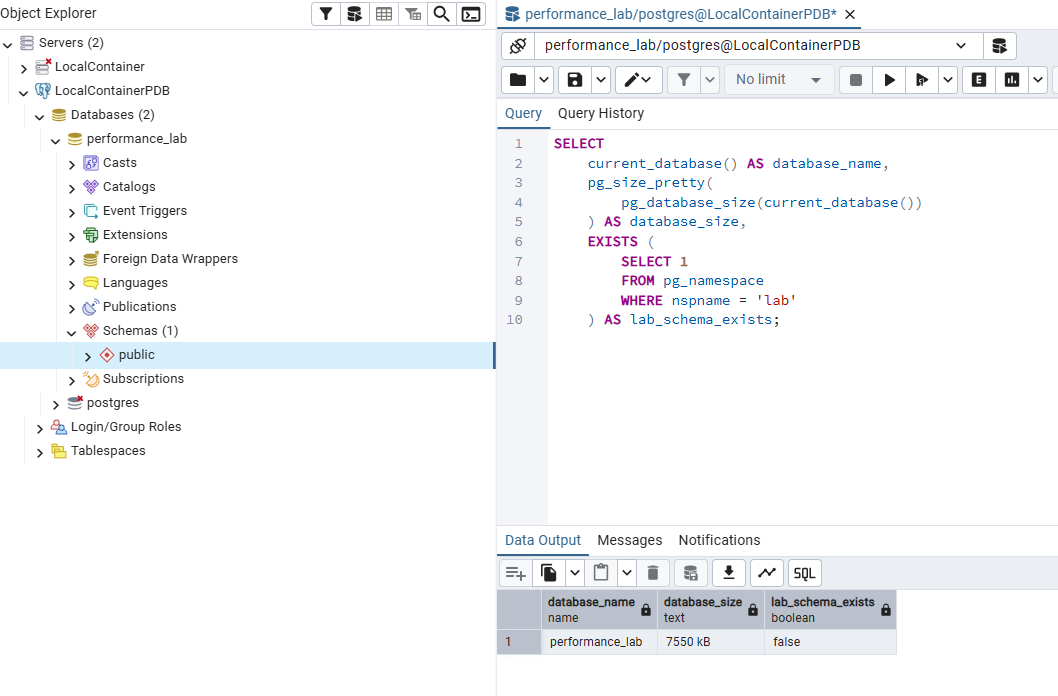 Object Explorer
Servers (2)
LocalContainer
LocalContainerPDB
Databases (2)
performance_lab
Casts
Catalogs
Event Triggers
Extensions
Foreign Data Wrappers
Languages
Publications
Schemas (1)
public
Subscriptions
postgres
Login/Group Roles
Tablespaces
performance_lab/postgres@LocalContainerPDB*
performance_lab/postgres@LocalContainerPDB
No limit
E
Query Query History
1 SELECT
2 current_database() AS database_name,
3 pg_size_pretty(
4 pg_database_size(current_database())
5 ) AS database_size,
6 EXISTS (
7 SELECT 1
8 FROM pg_namespace
9 WHERE nspname = 'lab'
10 ) AS lab_schema_exists;
Data Output Messages Notifications
SQL
database_name database_size lab_schema_exists
name text boolean
1 performance_lab 7550 kB false